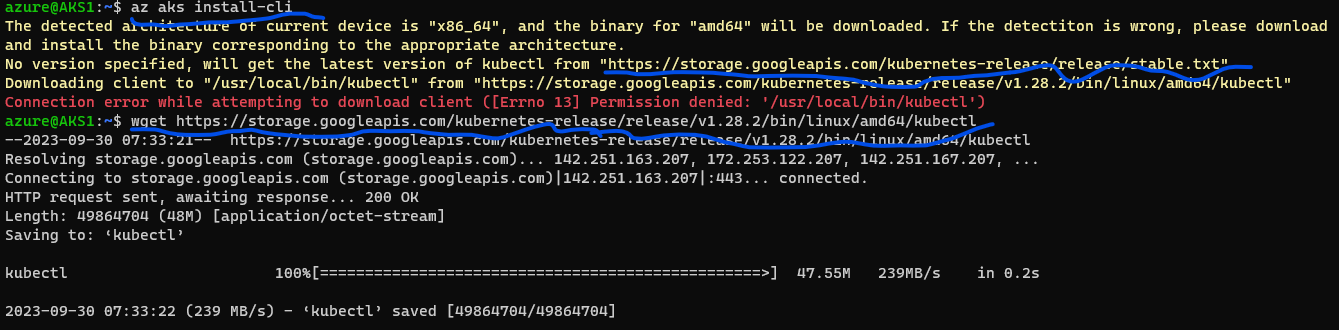 azure@AKS1:~$ az aks install-cli
The detected architecture of current device is "x86_64", and the binary for "amd64" will be downloaded. If the detectiton is wrong, please download
and install the binary corresponding to the appropriate architecture.
No version specified, will get the latest version of kubectl from "https://storage.googleapis.com/kubernetes-release/release/stable.txt"
Downloading client to "/usr/local/bin/kubectl" from "https://storage.googleapis.com/kubernetes-release/release/v1.28.2/bin/linux/amd64/kubectl"
Connection error while attempting to download client ([Errno 13] Permission denied: '/usr/local/bin/kubectl')
azure@AKS1:~$ wget https://storage.googleapis.com/kubernetes-release/release/v1.28.2/bin/linux/amd64/kubectl
--2023-09-30 07:33:21--  https://storage.googleapis.com/kubernetes-release/release/v1.28.2/bin/linux/amd64/kubectl
Resolving storage.googleapis.com (storage.googleapis.com)... 142.251.163.207, 172.253.122.207, 142.251.167.207, ...
Connecting to storage.googleapis.com (storage.googleapis.com)|142.251.163.207|:443... connected.
HTTP request sent, awaiting response... 200 OK
Length: 49864704 (48M) [application/octet-stream]
Saving to: ‘kubectl’
kubectl                       100%[=================================================>]  47.55M   239MB/s    in 0.2s
2023-09-30 07:33:22 (239 MB/s) - ‘kubectl’ saved [49864704/49864704]